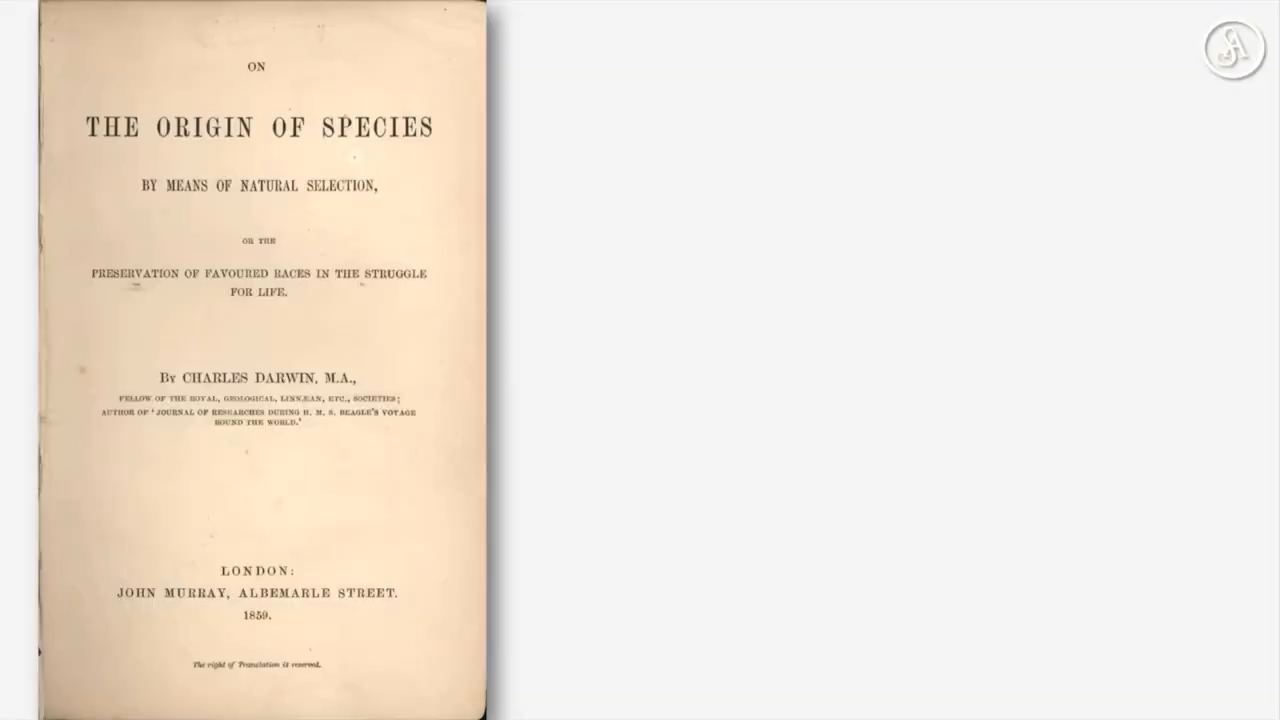 ON
THE ORIGIN OF SPECIES
BY MEANS OF NATURAL SELECTION,
OR THE
PRESERVATION OF FAVOURED RACES IN THE STRUGGLE
FOR LIFE.
BY CHARLES DARWIN, M.A.,
FELLOW OF THE ROYAL, GEOLOGICAL, LINNÆAN, ETC., SOCIETIES;
AUTHOR OF 'JOURNAL OF RESEARCHES DURING H. M. S. BEAGLE'S VOYAGE
ROUND THE WORLD.'
LONDON:
JOHN MURRAY, ALBEMARLE STREET.
1859.
The right of Translation is reserved.